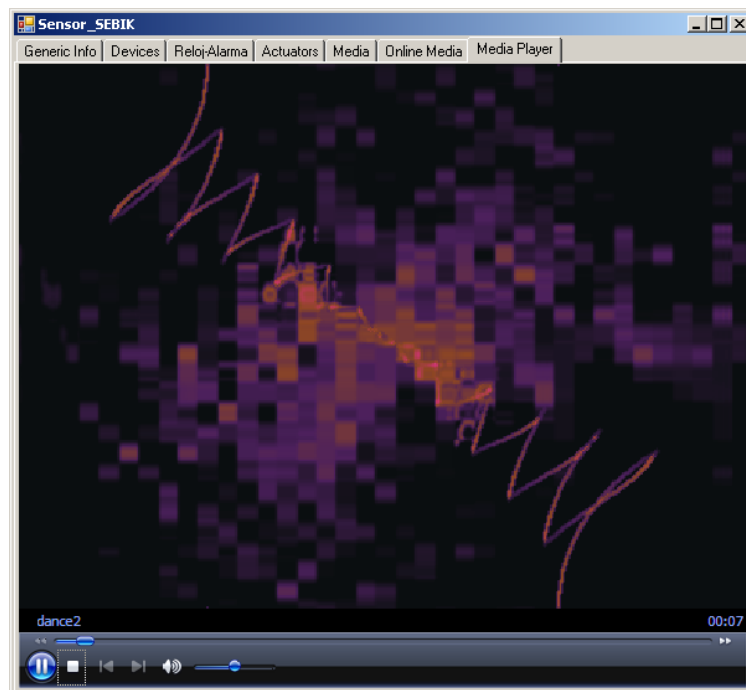 Sensor_SEBIK
Generic Info Devices Reloj-Alarma Actuators Media Online Media Media Player
dance2 00:07